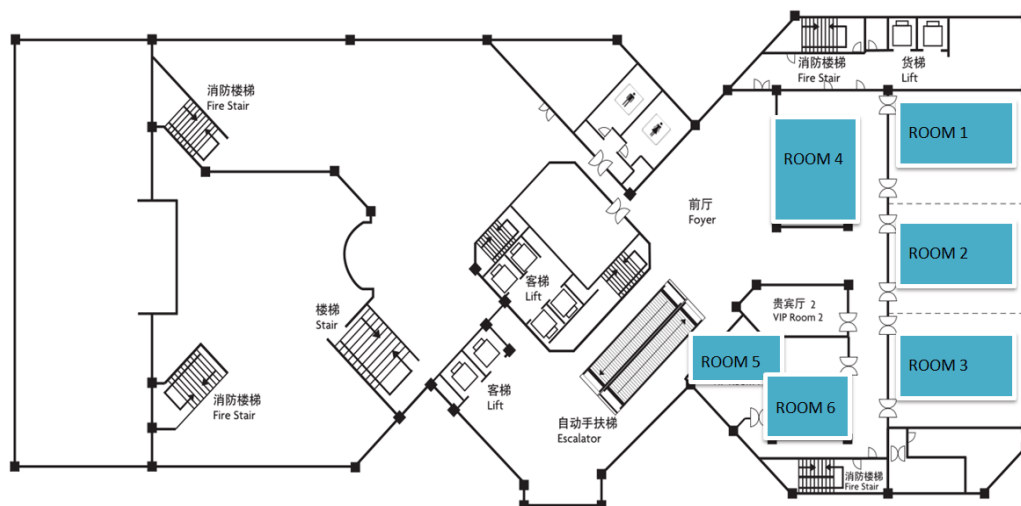 消防楼梯
Fire Stair
消防楼梯
Fire Stair
货梯
Lift
ROOM 1
ROOM 4
前厅
Foyer
ROOM 2
客梯
Lift
楼梯
Stair
贵宾厅 2
VIP Room 2
ROOM 3
ROOM 5
ROOM 6
客梯
Lift
消防楼梯
Fire Stair
自动手扶梯
Escalator
消防楼梯
Fire Stair